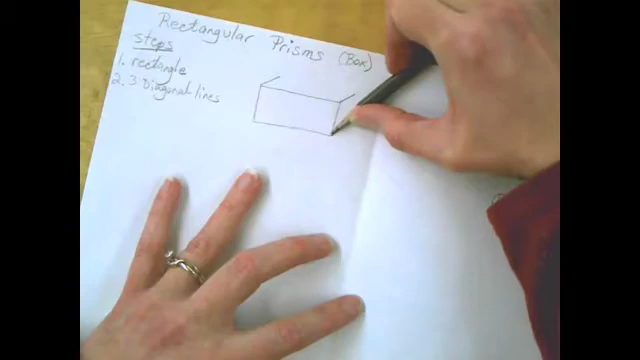 Rectangular Prisms (Box)
steps
1. rectangle
2. 3 Diagonal lines